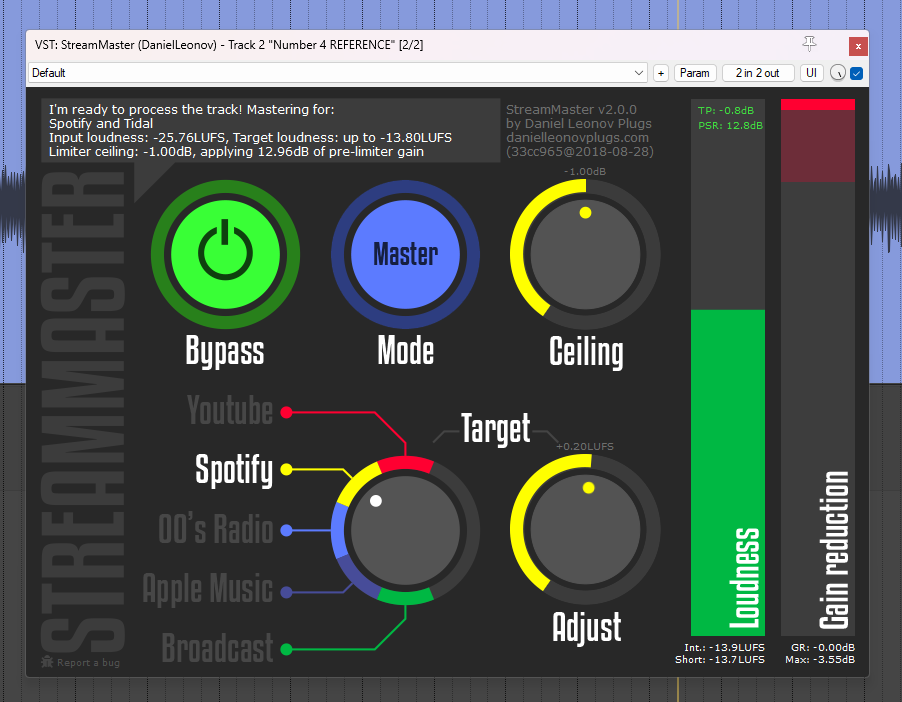 VST: StreamMaster (DanielLeonov) - Track 2 "Number 4 REFERENCE" [2/2]
x
Default
+
Param
2 in 2 out
UI
I'm ready to process the track! Mastering for:
Spotify and Tidal
Input loudness: -25.76LUFS, Target loudness: up to -13.80LUFS
Limiter ceiling: -1.00dB, applying 12.96dB of pre-limiter gain
StreamMaster v2.0.0
by Daniel Leonov Plugs
danielleonovplugs.com
(33cc965@2018-08-28)
TP: -0.8dB
PSR: 12.8dB
STREAMMASTER
-1.00dB
Master
Bypass
Mode
Ceiling
Youtube
Target
+0.20LUFS
Spotify
00's Radio
Apple Music
Broadcast
Adjust
Loudness
Gain reduction
Int.: -13.9LUFS
Short: -13.7LUFS
GR: -0.00dB
Max: -3.55dB
Report a bug